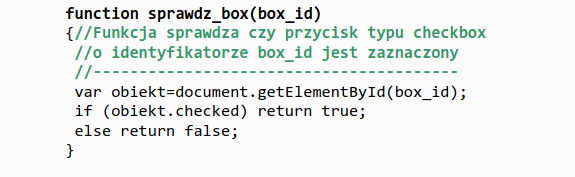 function sprawdz_box(box_id)
{//Funkcja sprawdza czy przycisk typu checkbox
//o identyfikatorze box_id jest zaznaczony
//---------------------------------------
var obiekt=document.getElementById(box_id);
if (obiekt.checked) return true;
else return false;
}